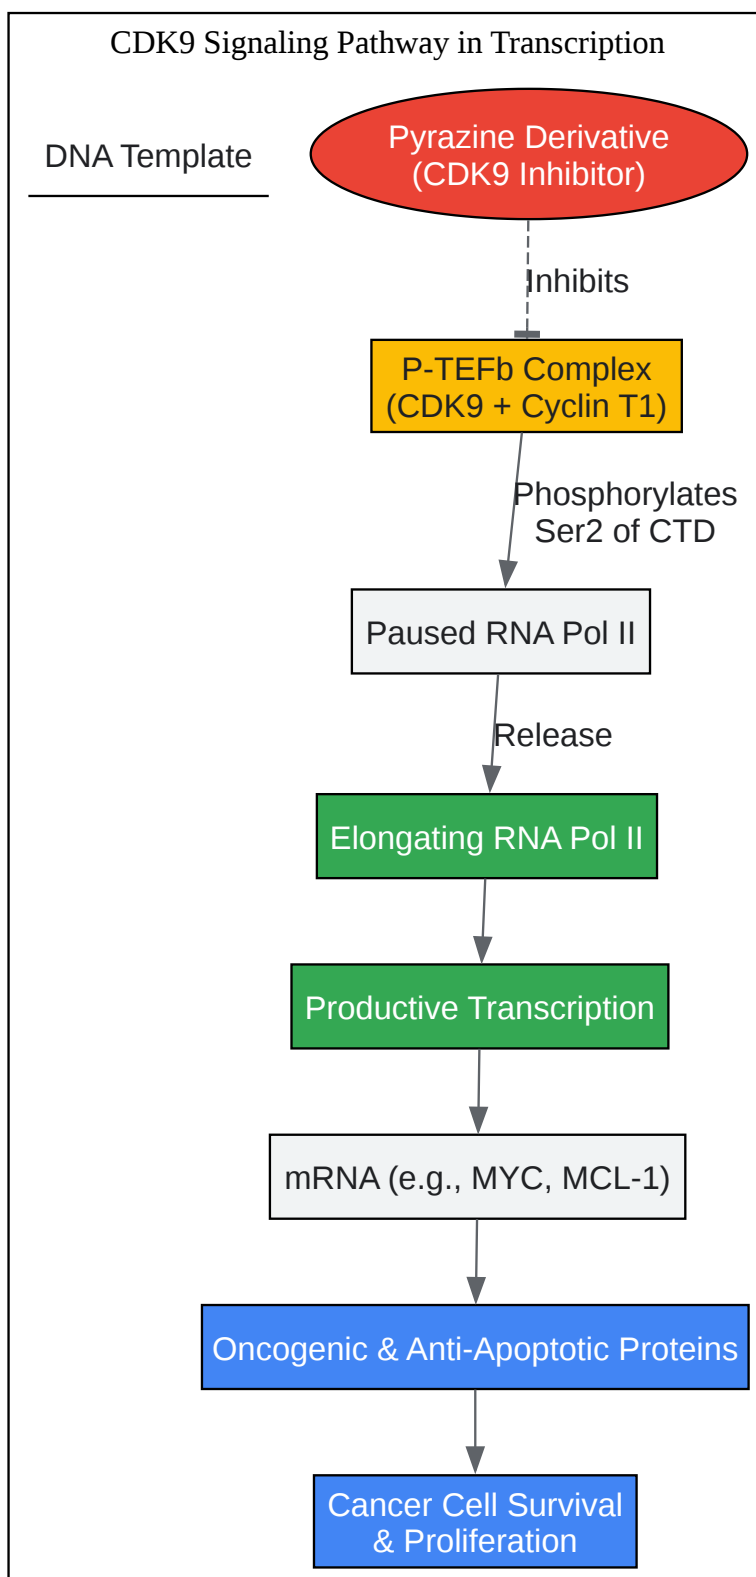 CDK9 Signaling Pathway in Transcription
DNA Template
Pyrazine Derivative
(CDK9 Inhibitor)
Inhibits
P-TEFb Complex
(CDK9 + Cyclin T1)
Phosphorylates
Ser2 of CTD
Paused RNA Pol II
Release
Elongating RNA Pol II
Productive Transcription
mRNA (e.g., MYC, MCL-1)
Oncogenic & Anti-Apoptotic Proteins
Cancer Cell Survival
& Proliferation